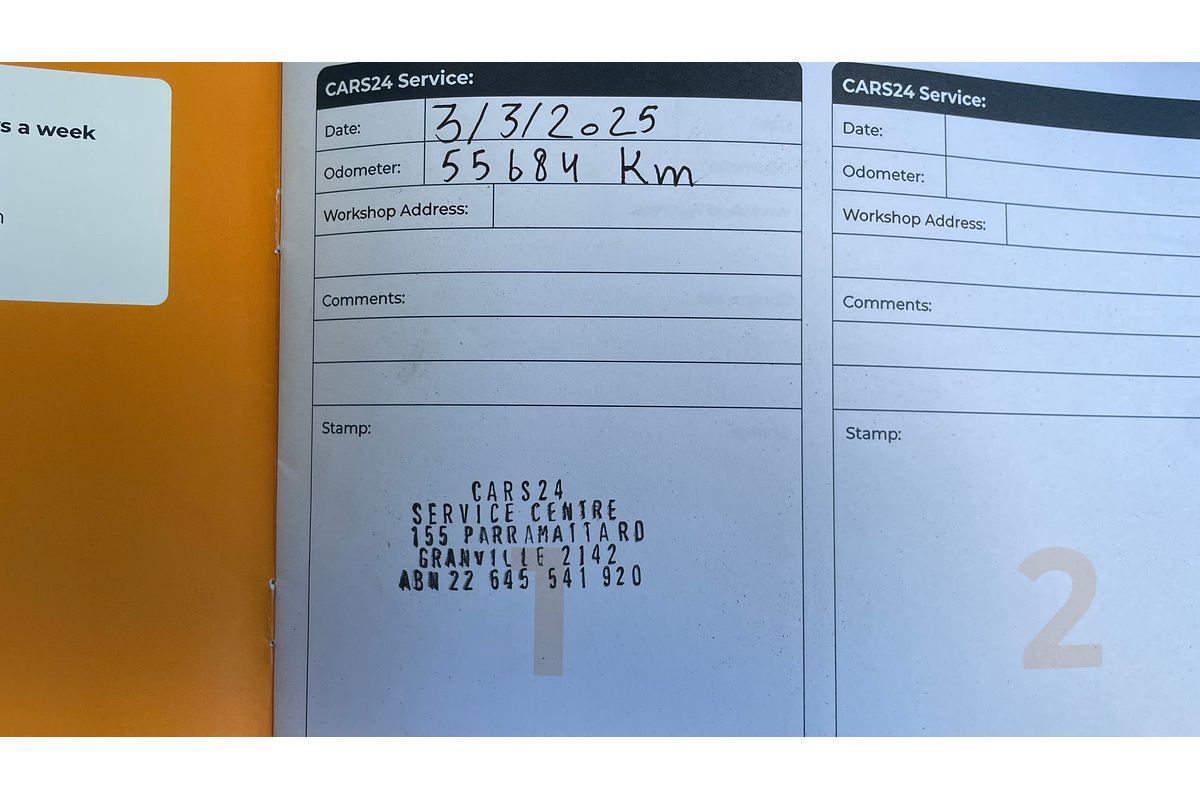 s a week
n
CARS24 Service:
Date: 3/3/2025
Odometer: 55684 Km
Workshop Address:
Comments:
Stamp:
CARS24
SERVICE CENTRE
155 PARRAMATTA RD
GRANVILLE 2142
ABN 22 645 541 920
1
CARS24 Service:
Date:
Odometer:
Workshop Address:
Comments:
Stamp:
2